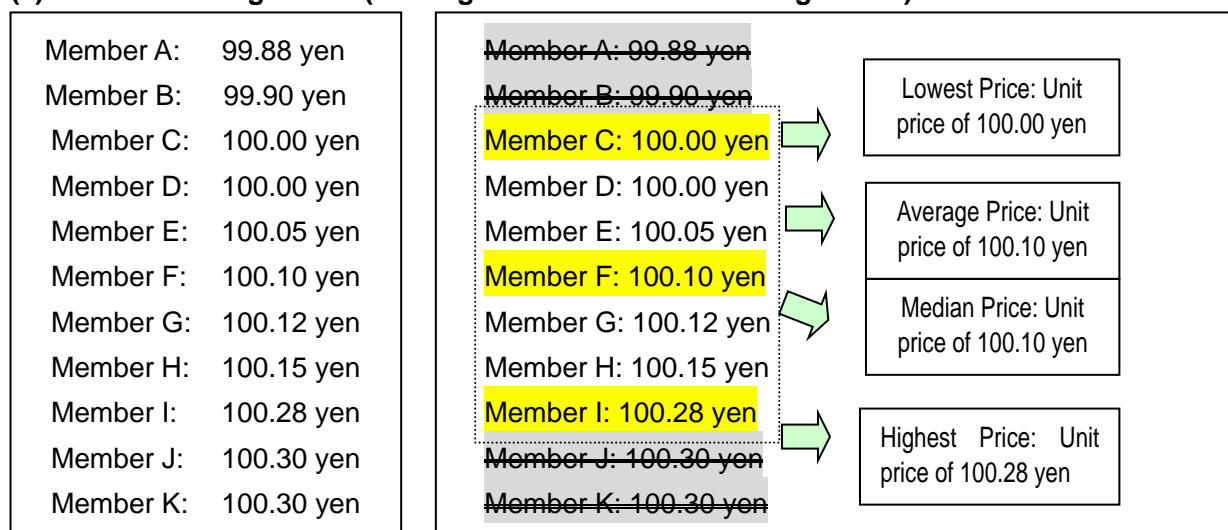 Member A: 99.88 yen
Member B: 99.90 yen
Member C: 100.00 yen
Member D: 100.00 yen
Member E: 100.05 yen
Member F: 100.10 yen
Member G: 100.12 yen
Member H: 100.15 yen
Member I: 100.28 yen
Member J: 100.30 yen
Member K: 100.30 yen
Member A: 99.88 yen
Member B: 99.90 yen
Member C: 100.00 yen
Member D: 100.00 yen
Member E: 100.05 yen
Member F: 100.10 yen
Member G: 100.12 yen
Member H: 100.15 yen
Member I: 100.28 yen
Member J: 100.30 yen
Member K: 100.30 yen
Lowest Price: Unit
price of 100.00 yen
Average Price: Unit
price of 100.10 yen
Median Price: Unit
price of 100.10 yen
Highest Price: Unit
price of 100.28 yen